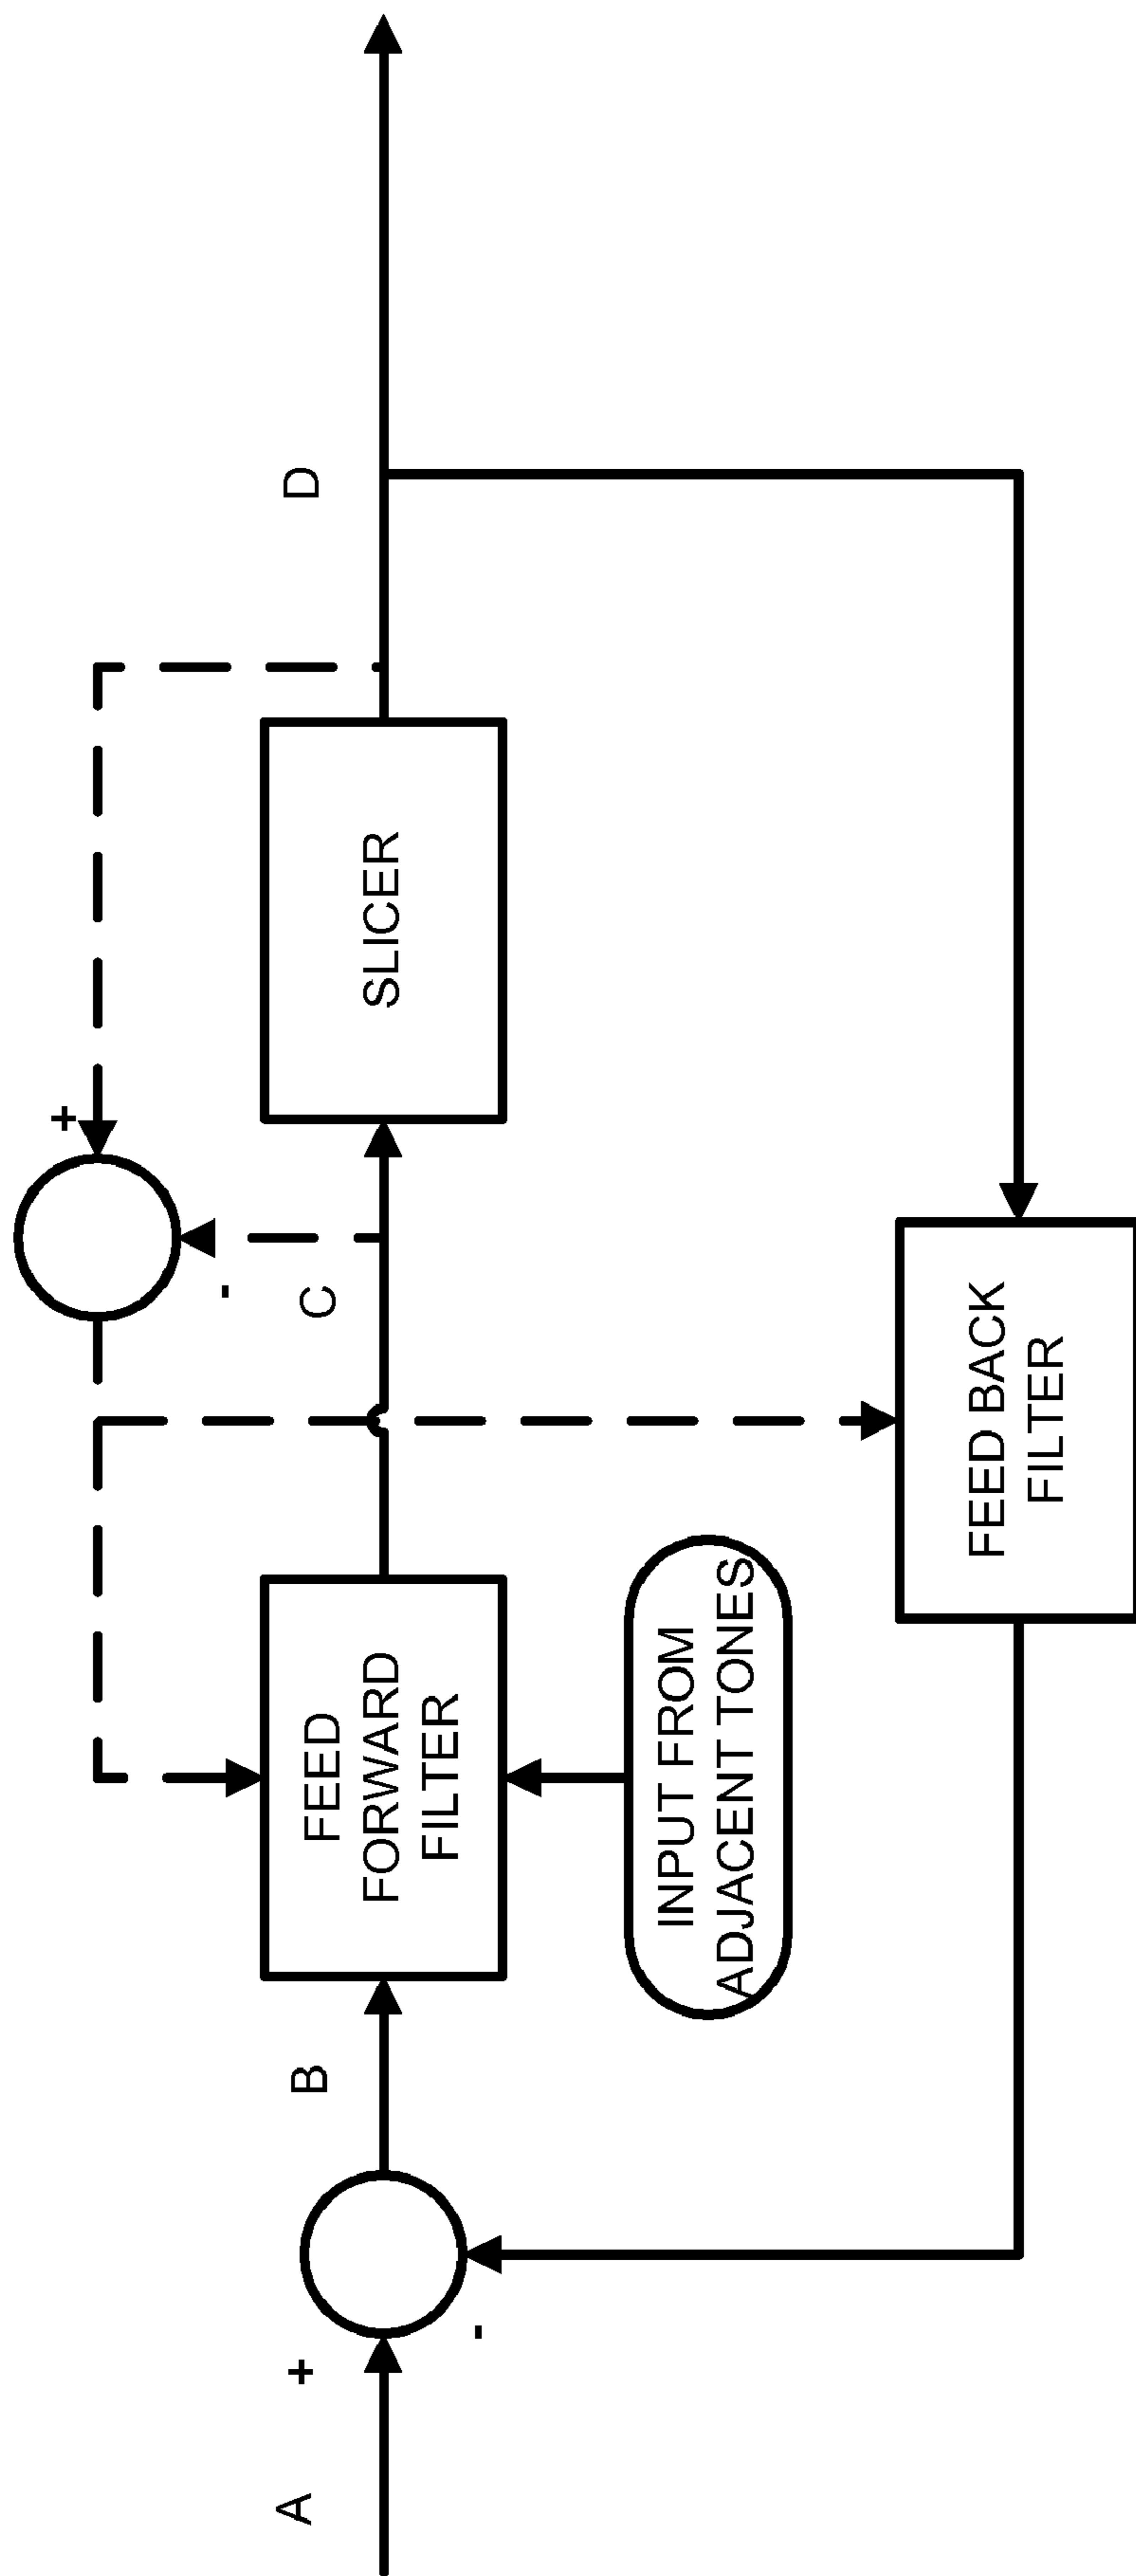 A
+
-
B
FEED
FORWARD
FILTER
INPUT FROM
ADJACENT TONES
C
-
+
SLICER
D
FEED BACK
FILTER